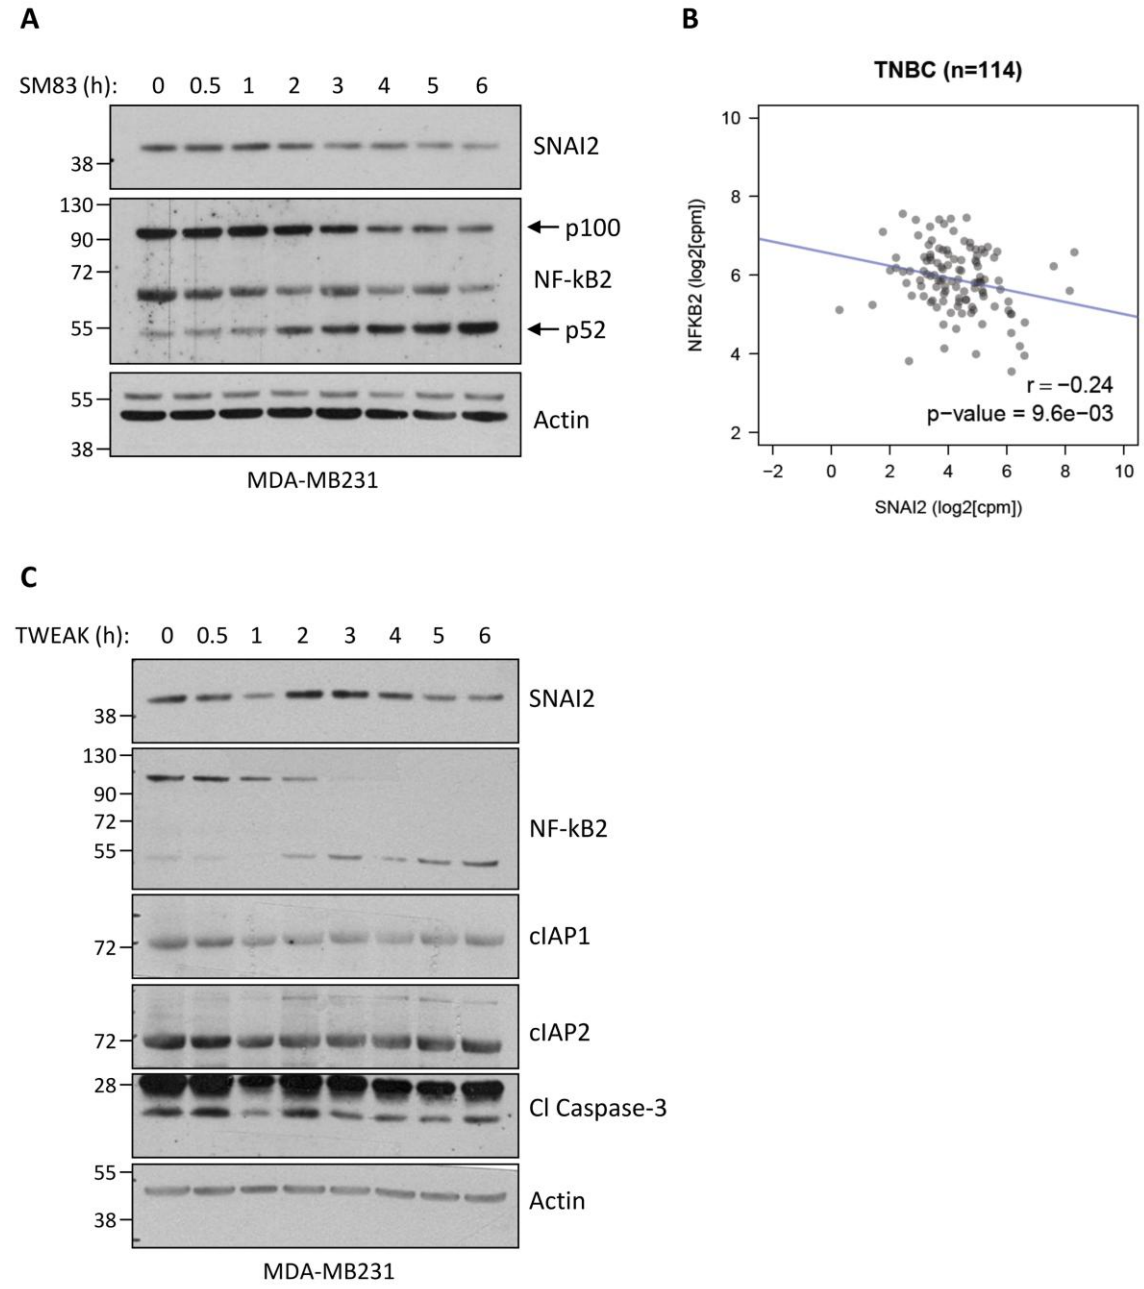 A
SM83 (h): 0 0.5 1 2 3 4 5 6
38
SNAI2
130
90
72
55
p100
NF-kB2
p52
55
38
Actin
MDA-MB231
B
TNBC (n=114)
NFKB2 (log2[cpm])
10
8
6
4
2
r = −0.24
p−value = 9.6e−03
−2 0 2 4 6 8 10
SNAI2 (log2[cpm])
C
TWEAK (h): 0 0.5 1 2 3 4 5 6
38
SNAI2
130
90
72
55
NF-kB2
72
cIAP1
72
cIAP2
28
Cl Caspase-3
55
38
Actin
MDA-MB231